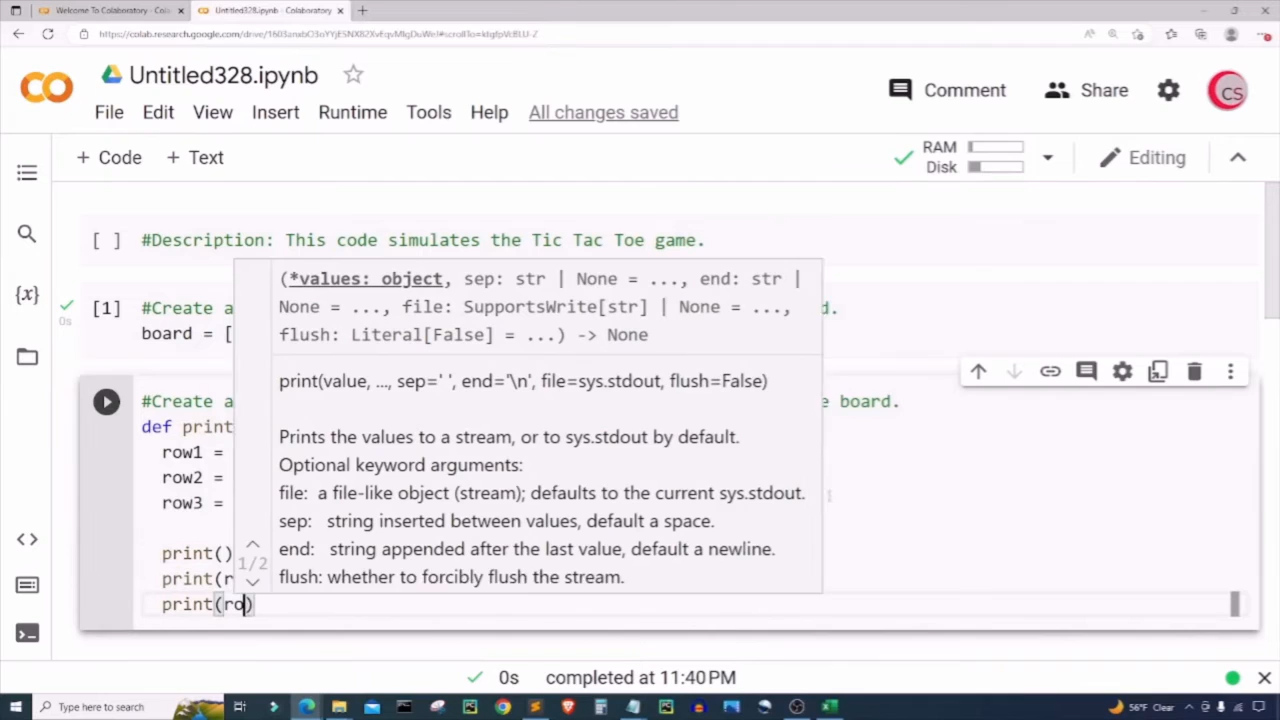 Welcome To Colaboratory - Cola
Untitled328.ipynb - Colaboratory
Untitled328.ipynb
Comment
Share
CS
File Edit View Insert Runtime Tools Help All changes saved
+ Code + Text
RAM
Disk
Editing
[ ] #Description: This code simulates the Tic Tac Toe game.
(*values: object, sep: str | None = ..., end: str |
[1] #Create a
d.
None = ..., file: SupportsWrite[str] | None = ...,
0s
board = [
flush: Literal[False] = ...) -> None
print(value, ..., sep=' ', end='\n', file=sys.stdout, flush=False)
#Create a
e board.
def print
Prints the values to a stream, or to sys.stdout by default.
row1 =
Optional keyword arguments:
row2 =
file: a file-like object (stream); defaults to the current sys.stdout.
row3 =
sep: string inserted between values, default a space.
end: string appended after the last value, default a newline.
print()
1/2
flush: whether to forcibly flush the stream.
print(r
print(ro)
0s completed at 11:40 PM
Type here to search
56°F Clear